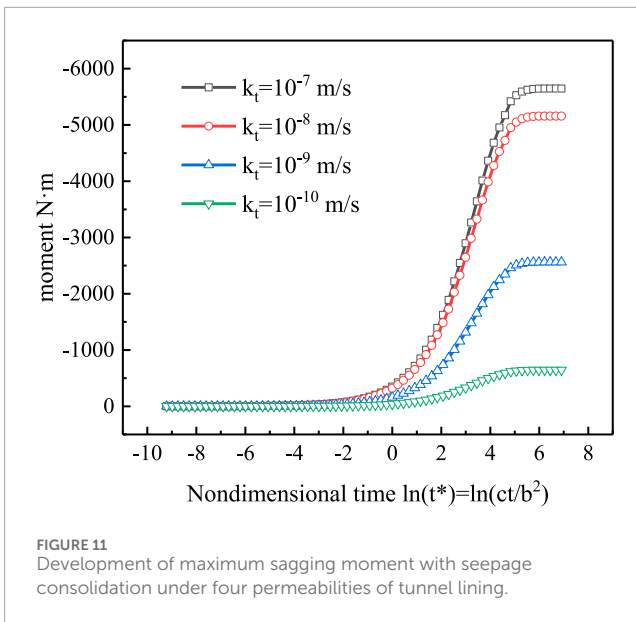 -6000
-5000
-4000
-3000
-2000
-1000
0
moment N·m
k_t=10^-7 m/s
k_t=10^-8 m/s
k_t=10^-9 m/s
k_t=10^-10 m/s
-10 -8 -6 -4 -2 0 2 4 6 8
Nondimensional time ln(t*)=ln(ct/b²)
FIGURE 11
Development of maximum sagging moment with seepage
consolidation under four permeabilities of tunnel lining.